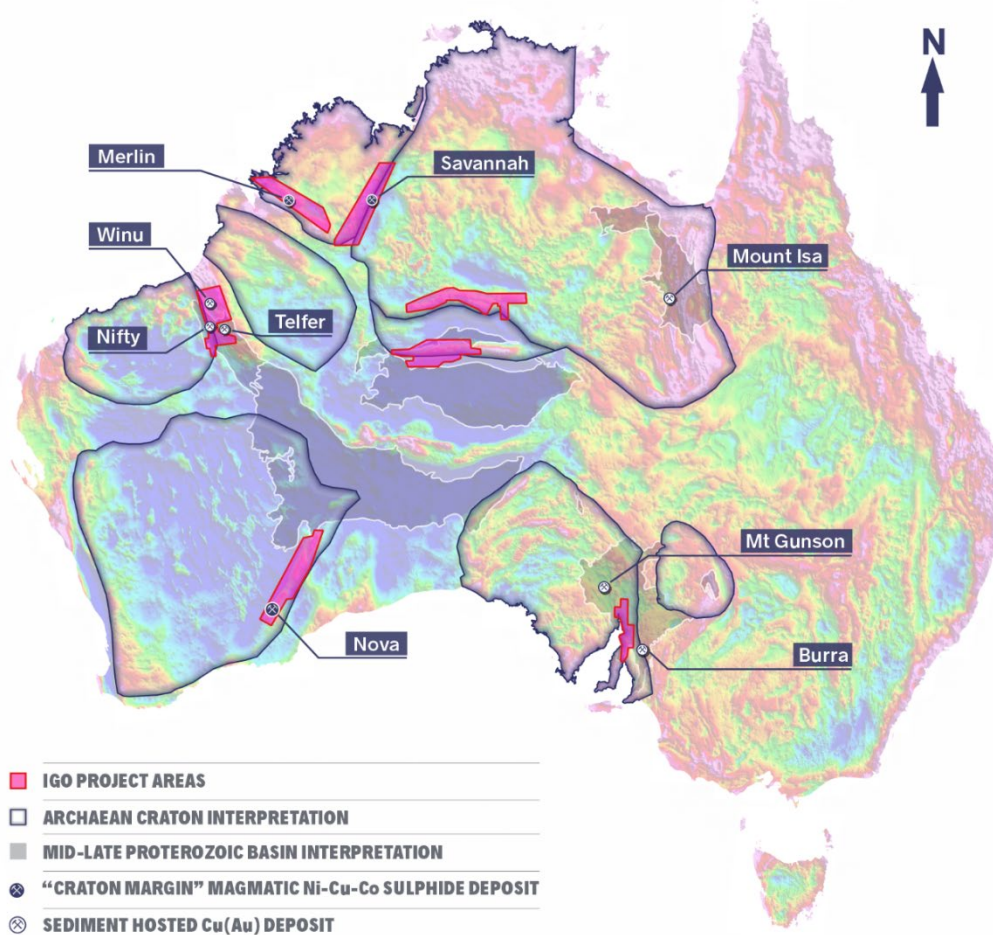 N
Merlin
Savannah
Winu
Mount Isa
Nifty
Telfer
Mt Gunson
Nova
Burra
IGO PROJECT AREAS
ARCHAEAN CRATON INTERPRETATION
MID-LATE PROTEROZOIC BASIN INTERPRETATION
“CRATON MARGIN” MAGMATIC Ni-Cu-Co SULPHIDE DEPOSIT
SEDIMENT HOSTED Cu(Au) DEPOSIT